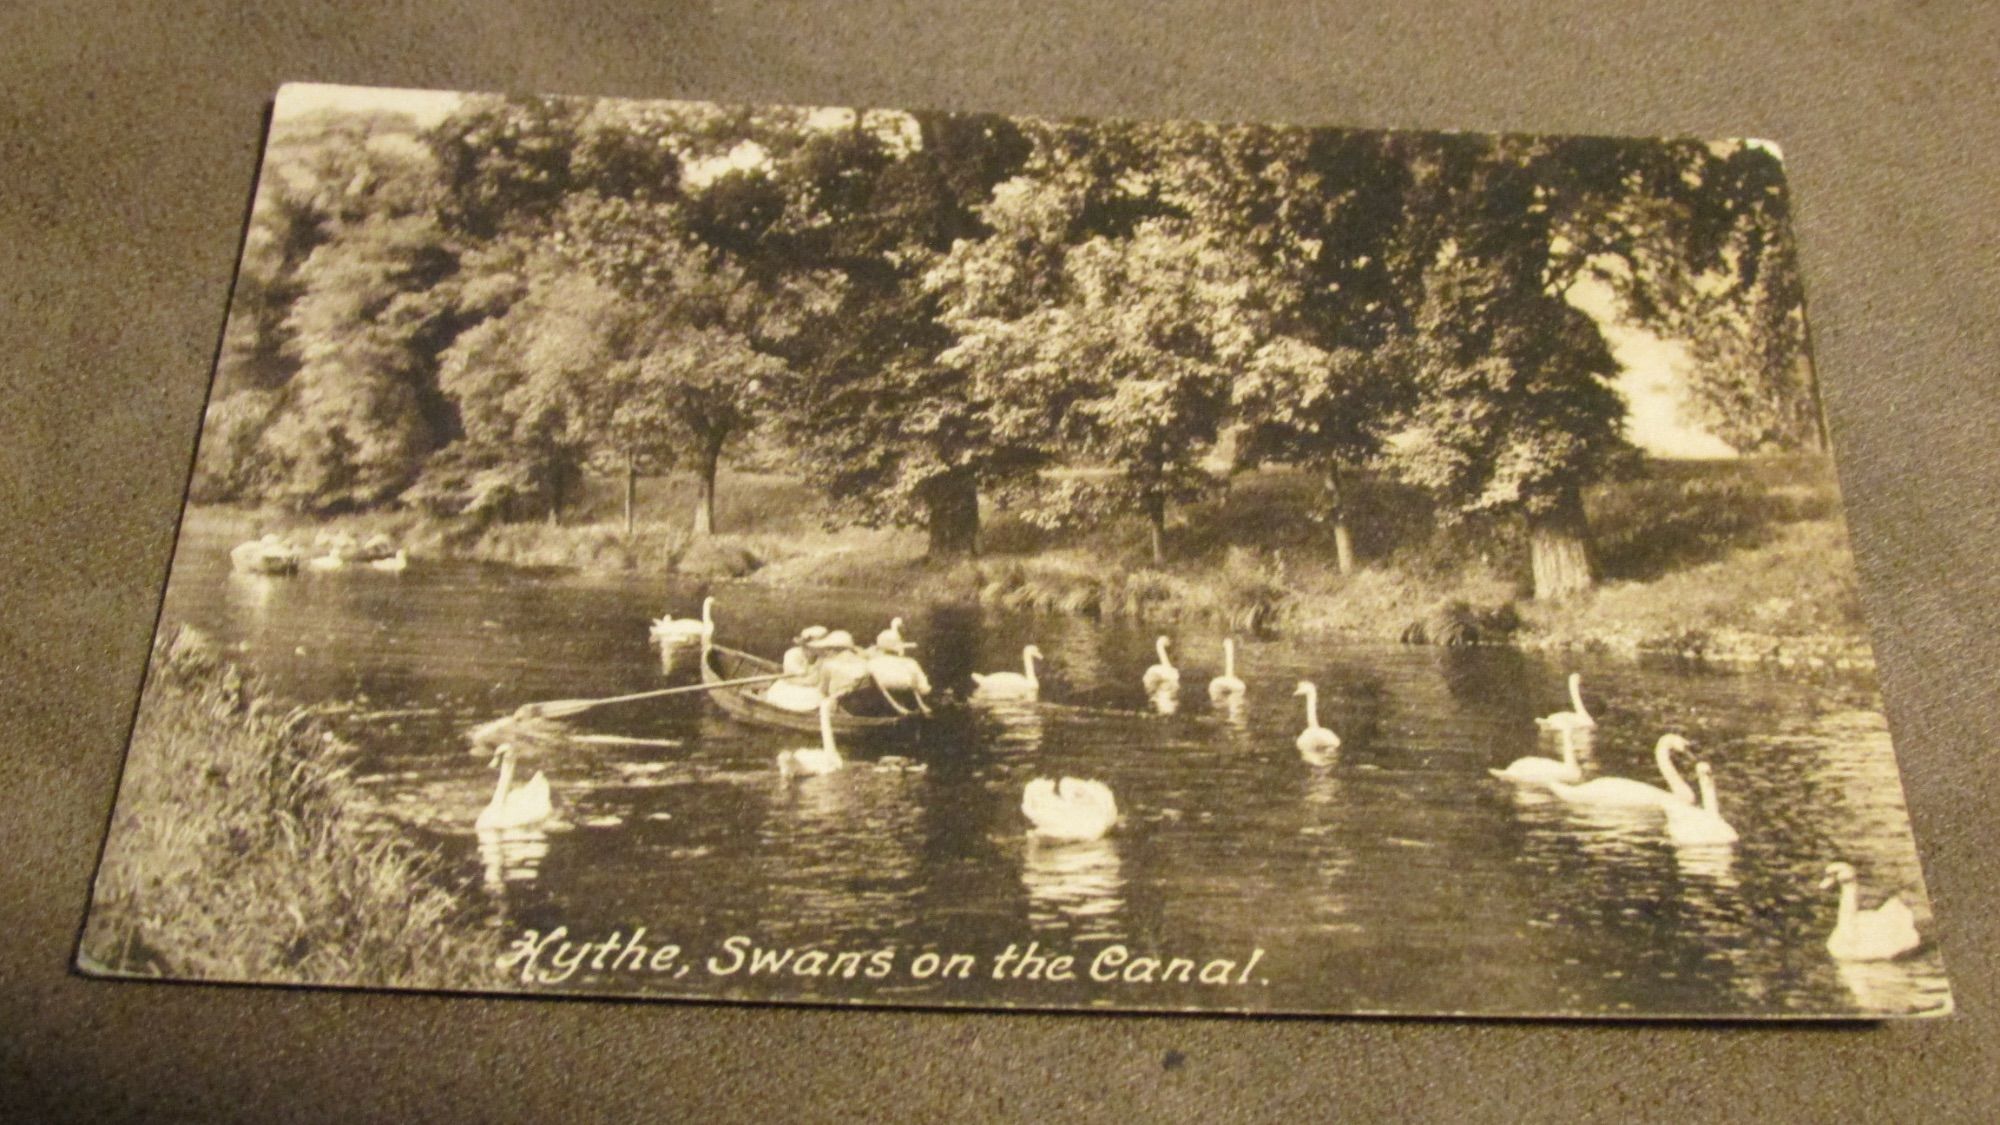 Hythe, Swans on the Canal.